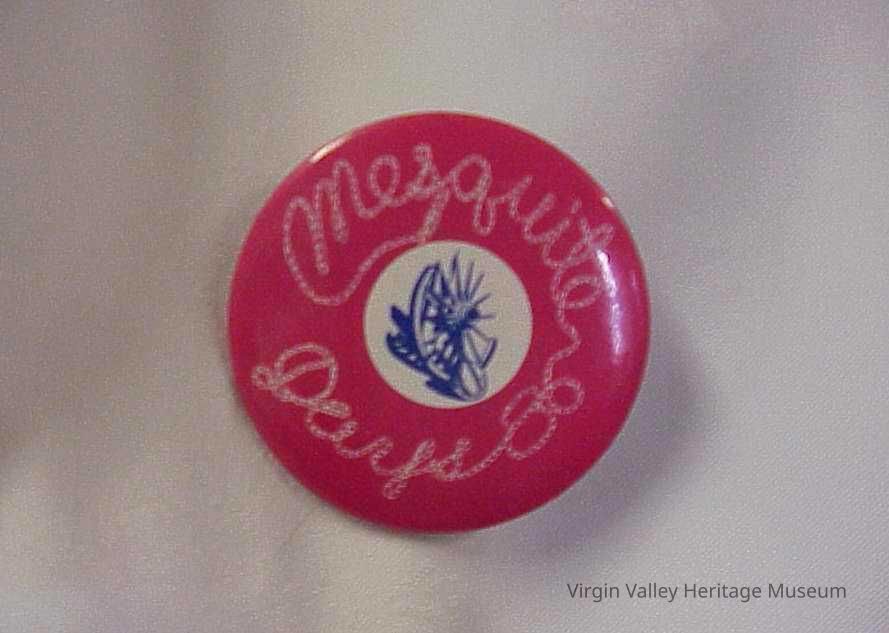 Mesquite
Days
Virgin Valley Heritage Museum